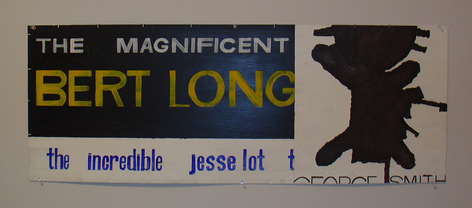 THE MAGNIFICENT
BERT LONG
the incredible jesse lot t
GEORGE SMITH